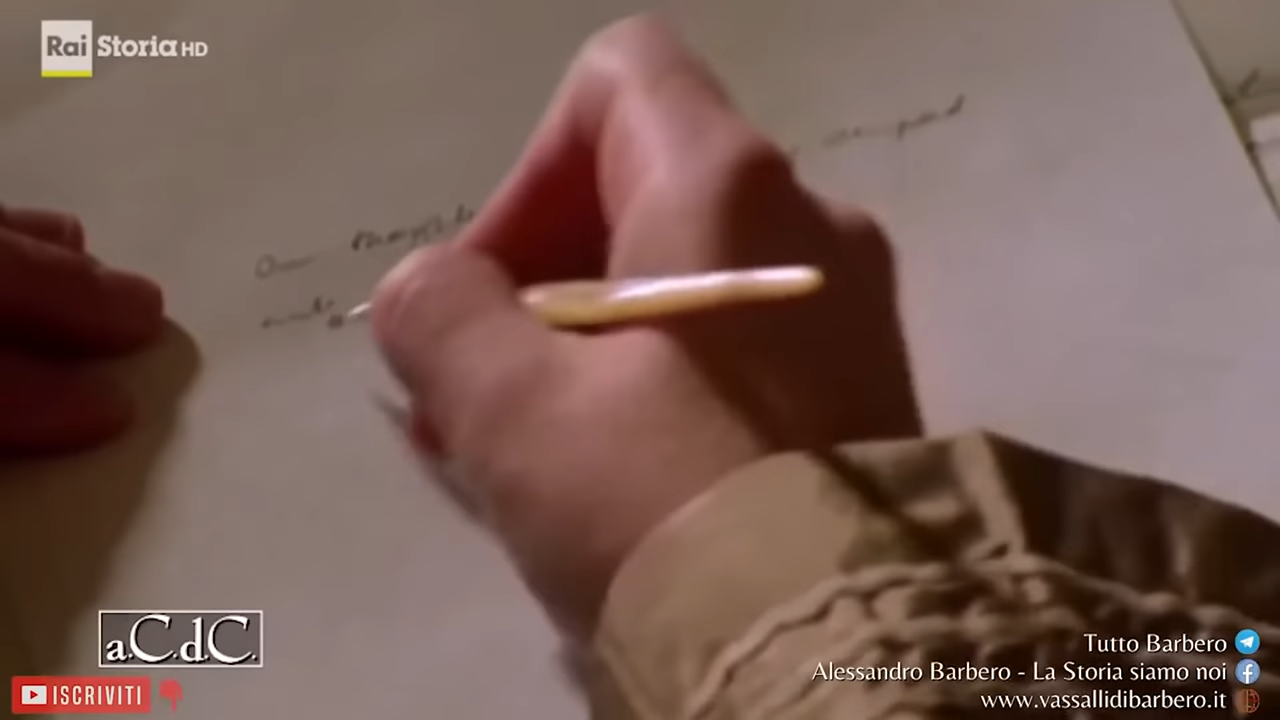 Rai Storia HD
a.C.d.C.
ISCRIVITI
Tutto Barbero
Alessandro Barbero - La Storia siamo noi
www.vassallidibarbero.it